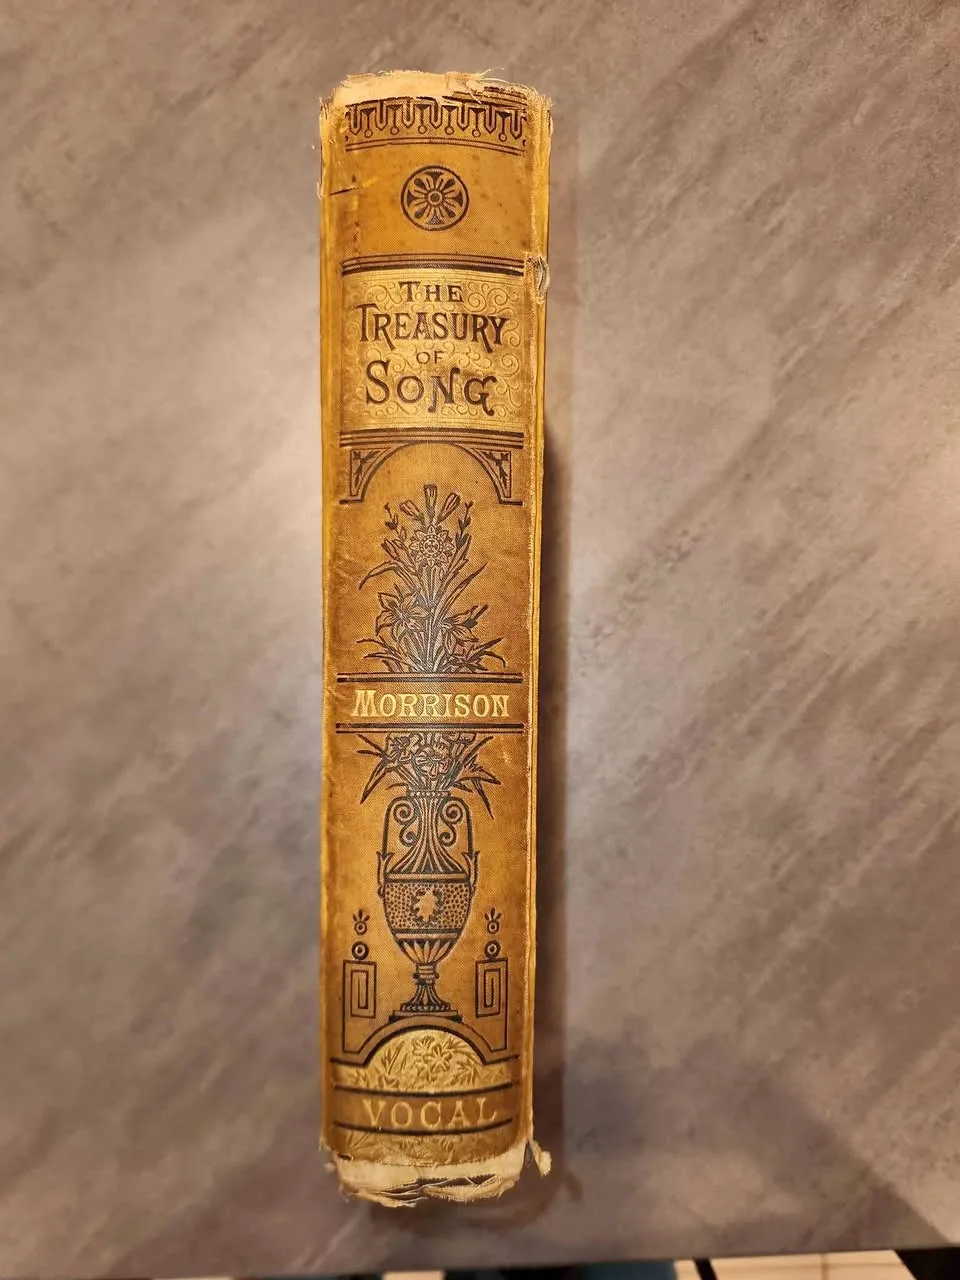 THE
TREASURY
OF
SONG
MORRISON
VOCAL